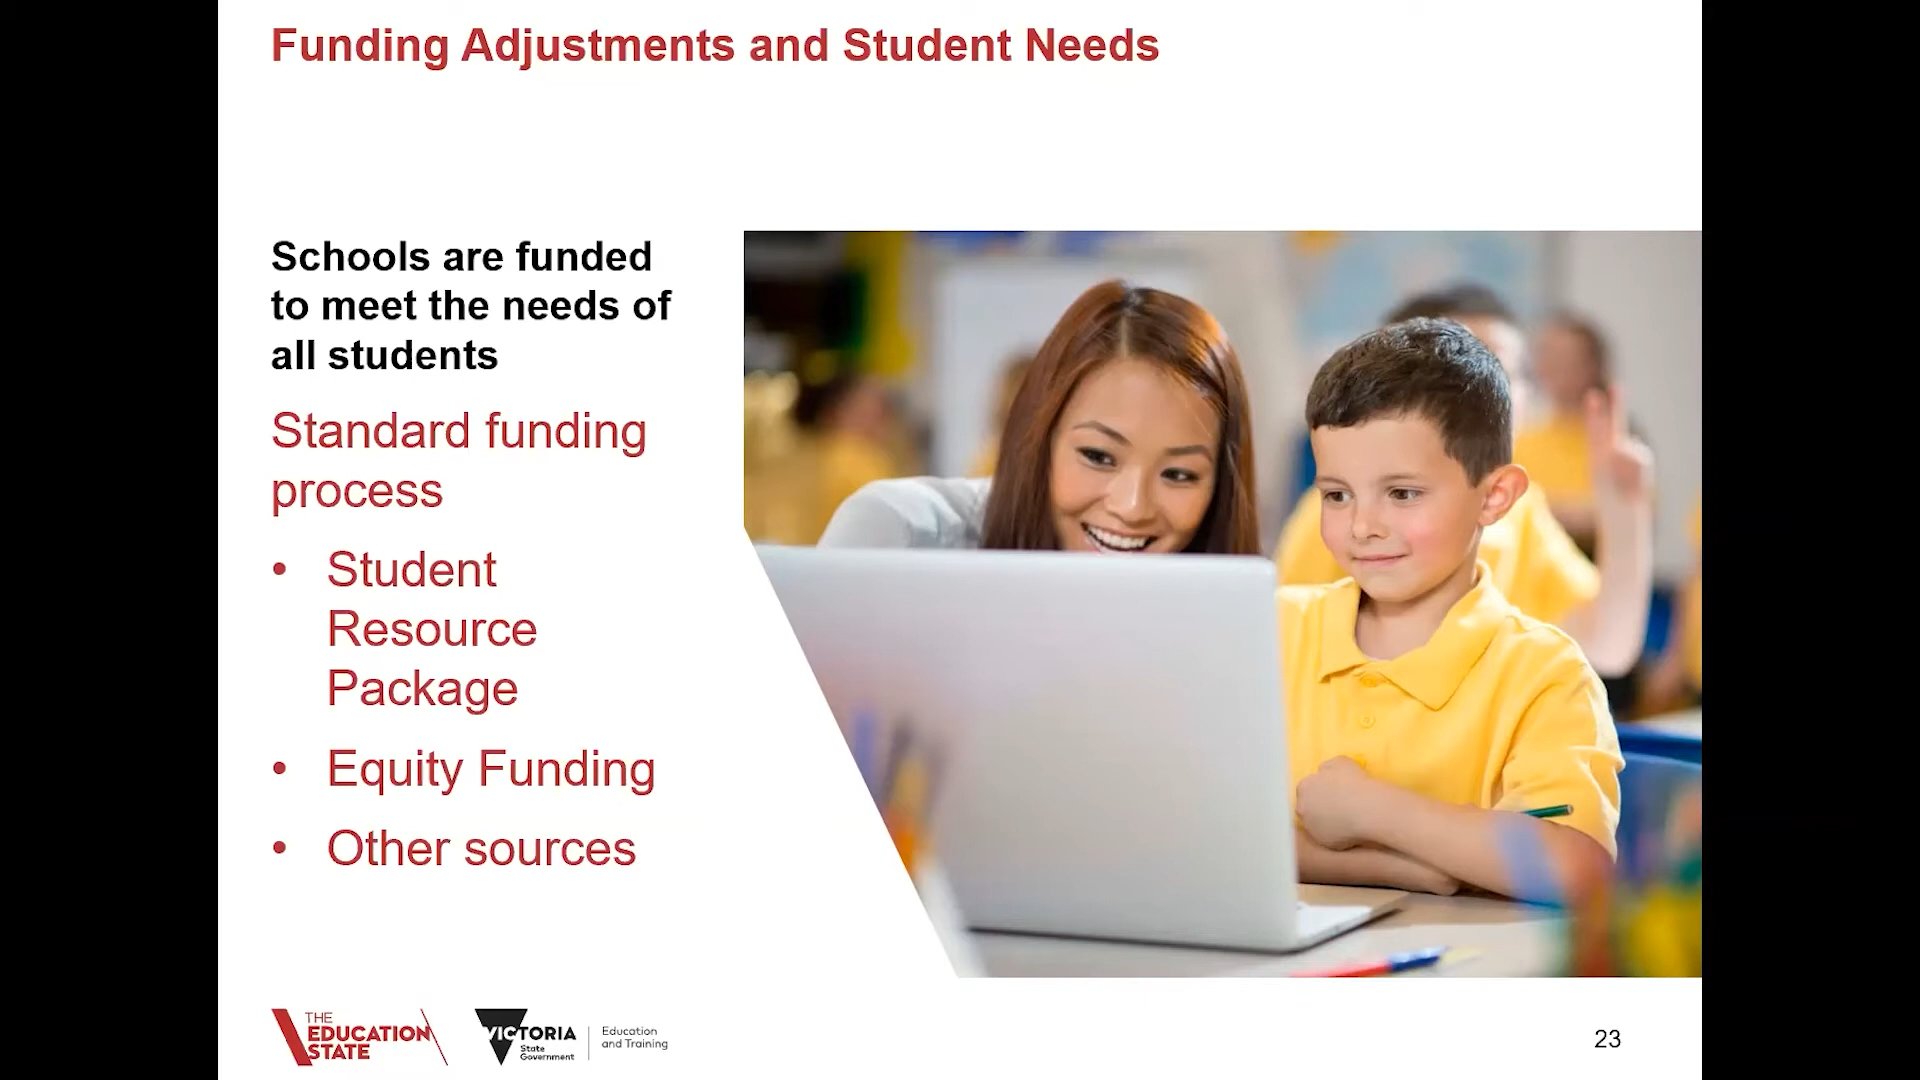 Funding Adjustments and Student Needs
Schools are funded
to meet the needs of
all students
Standard funding
process
• Student
Resource
Package
• Equity Funding
• Other sources
THE
EDUCATION
STATE
VICTORIA
State
Government
Education
and Training
23